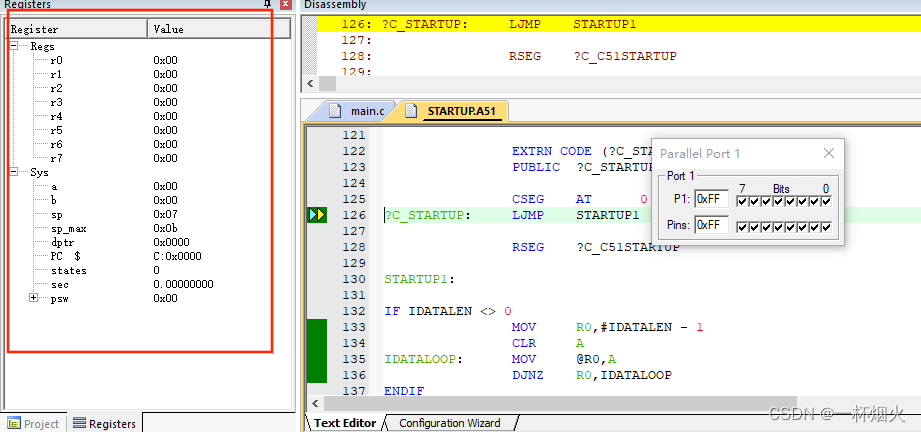 Registers
Register Value
Regs
r0 0x00
r1 0x00
r2 0x00
r3 0x00
r4 0x00
r5 0x00
r6 0x00
r7 0x00
Sys
a 0x00
b 0x00
sp 0x07
sp_max 0x0b
dptr 0x0000
PC $ C:0x0000
states 0
sec 0.00000000
psw 0x00
Project Registers
Disassembly
126: ?C_STARTUP: LJMP STARTUP1
127:
128: RSEG ?C_C51STARTUP
129:
main.c STARTUP.A51
121
122 EXTRN CODE (?C_STA
123 PUBLIC ?C_STARTUP
124
125 CSEG AT 0
126 ?C_STARTUP: LJMP STARTUP1
127
128 RSEG ?C_C51STARTUP
129
130 STARTUP1:
131
132 IF IDATALEN <> 0
133 MOV R0,#IDATALEN - 1
134 CLR A
135 IDATALOOP: MOV @R0,A
136 DJNZ R0,IDATALOOP
137 ENDIF
Parallel Port 1
Port 1
7 Bits 0
P1: 0xFF
Pins: 0xFF
Text Editor Configuration Wizard
CSDN @一杯烟火